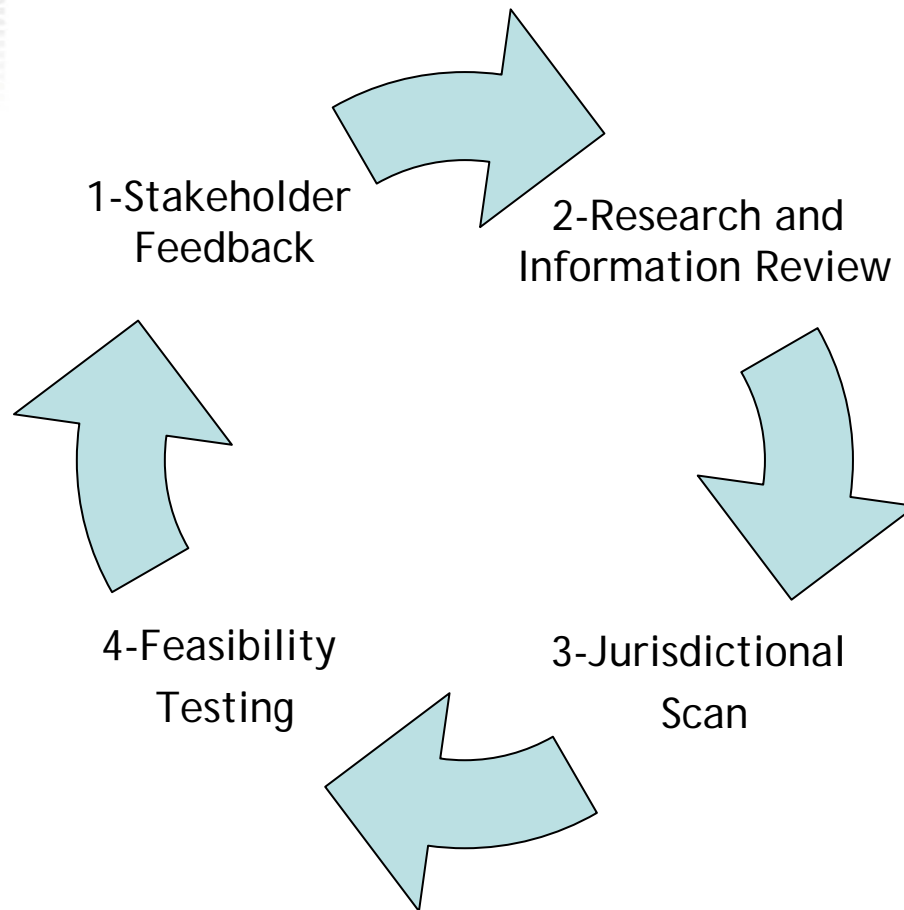 1-Stakeholder
Feedback
2-Research and
Information Review
3-Jurisdictional
Scan
4-Feasibility
Testing